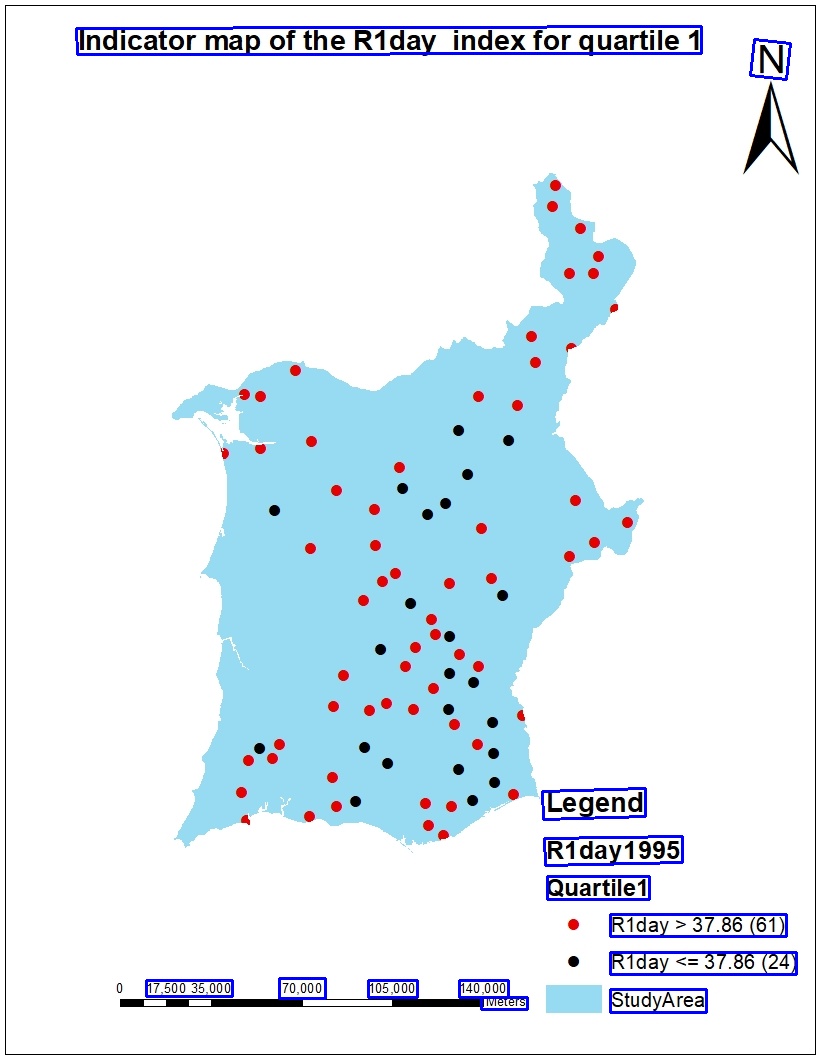 Indicator map of the R1day index for quartile 1
N
Legend
R1day1995
Quartile1
R1day > 37.86 (61)
R1day <= 37.86 (24)
StudyArea
0 17,500 35,000 70,000 105,000 140,000
Meters